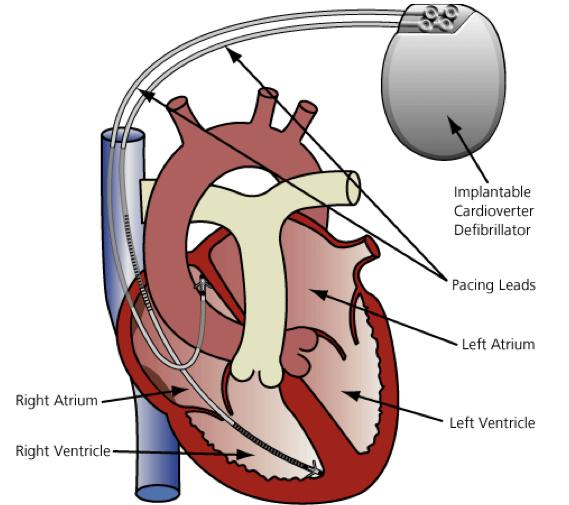 Implantable
Cardioverter
Defibrillator
Pacing Leads
Left Atrium
Right Atrium
Left Ventricle
Right Ventricle